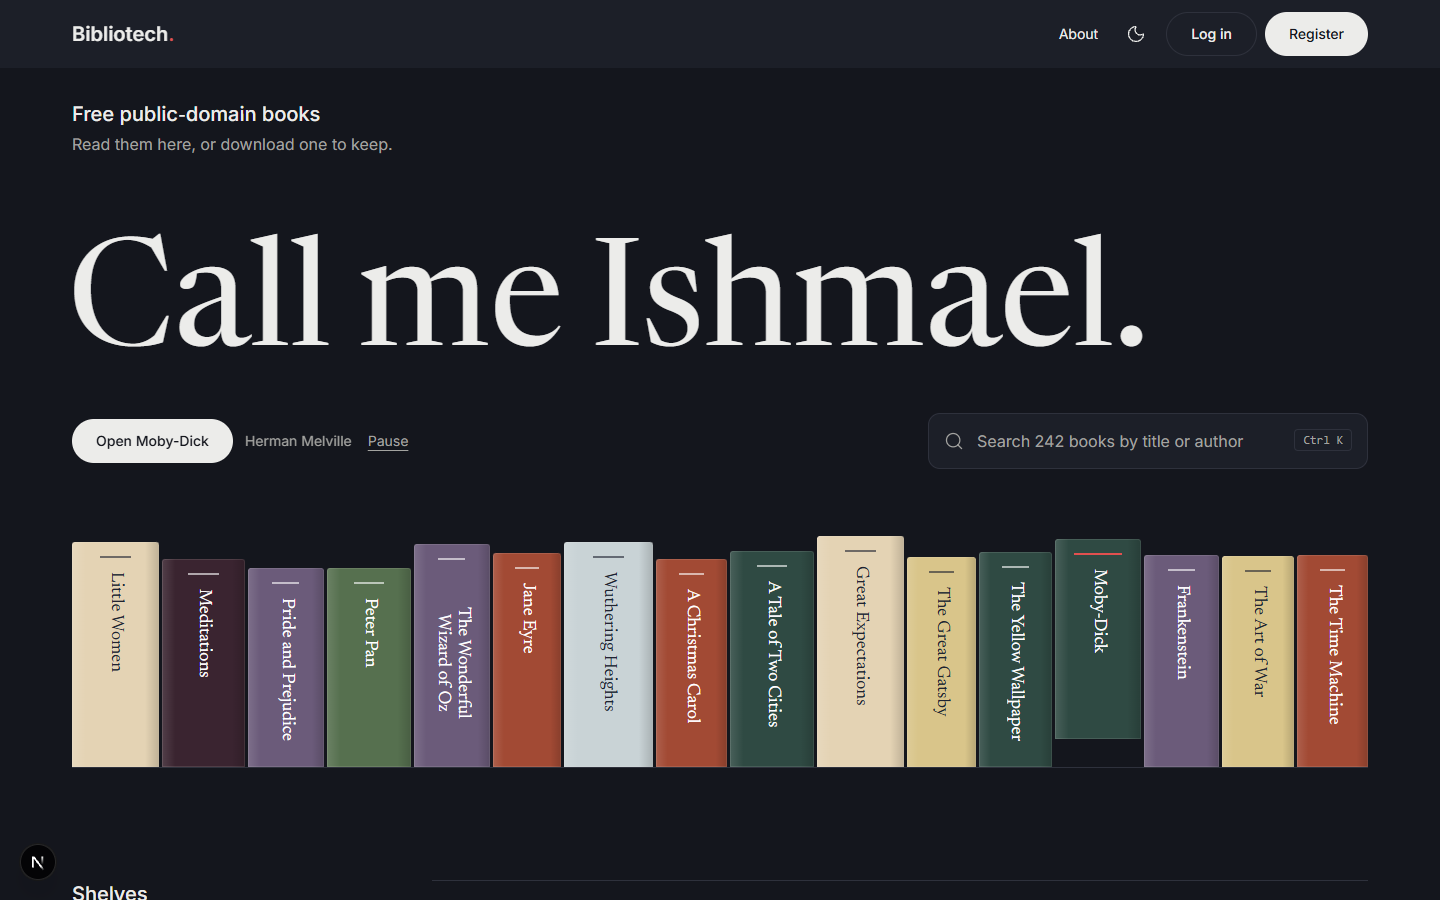 Bibliotech.
About
Log in
Register
Free public-domain books
Read them here, or download one to keep.
Call me Ishmael.
Open Moby-Dick
Herman Melville
Pause
Search 242 books by title or author
Ctrl K
Little Women
Meditations
Pride and Prejudice
Peter Pan
The Wonderful
Wizard of Oz
Jane Eyre
Wuthering Heights
A Christmas Carol
A Tale of Two Cities
Great Expectations
The Great Gatsby
The Yellow Wallpaper
Moby-Dick
Frankenstein
The Art of War
The Time Machine
N
Shelves